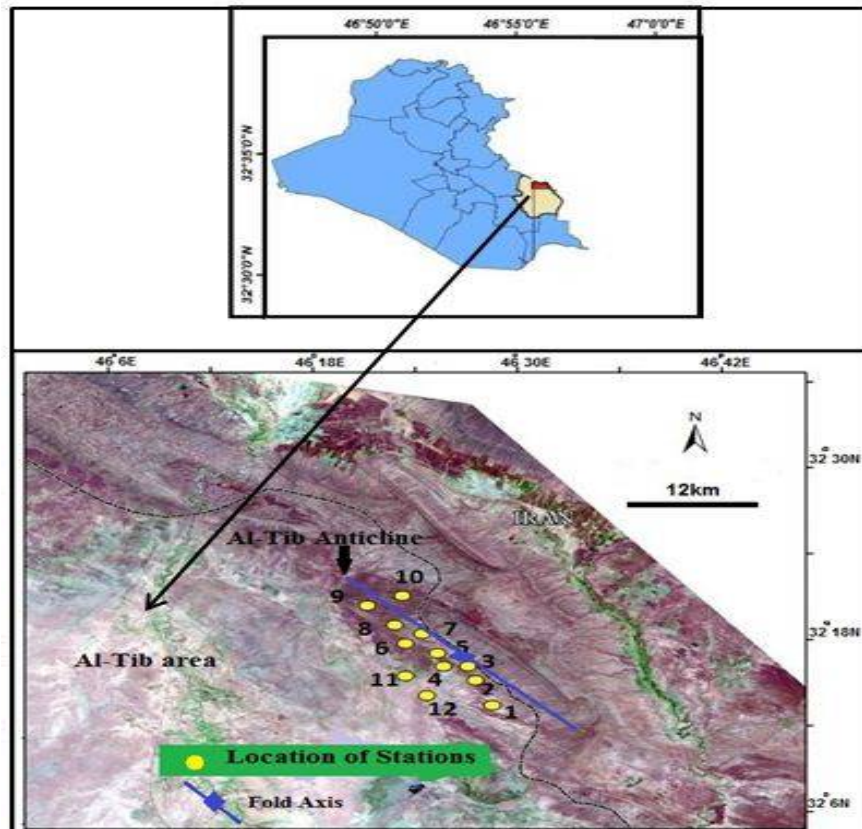 46°50'0"E 46°55'0"E 47°0'0"E
32°35'0"N
32°30'0"N
46°6E 46°18E 46°30E 46°42E
N
32°30N
12km
IRAN
Al-Tib Anticline
10
9
8 7
32°18N
6 5
3
Al-Tib area
4
11 2
12 1
Location of Stations
Fold Axis
32°6N